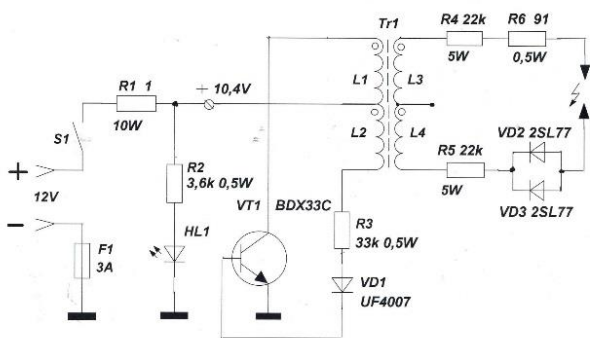 Tr1
R4 22k
R6 91
5W
0,5W
R1 1
+ 10,4V
L1
L3
S1
10W
L2
L4
R5 22k
VD2 2SL77
+
R2
3,6k 0,5W
5W
12V
VT1
BDX33C
VD3 2SL77
−
HL1
R3
33k 0,5W
F1
3A
VD1
UF4007